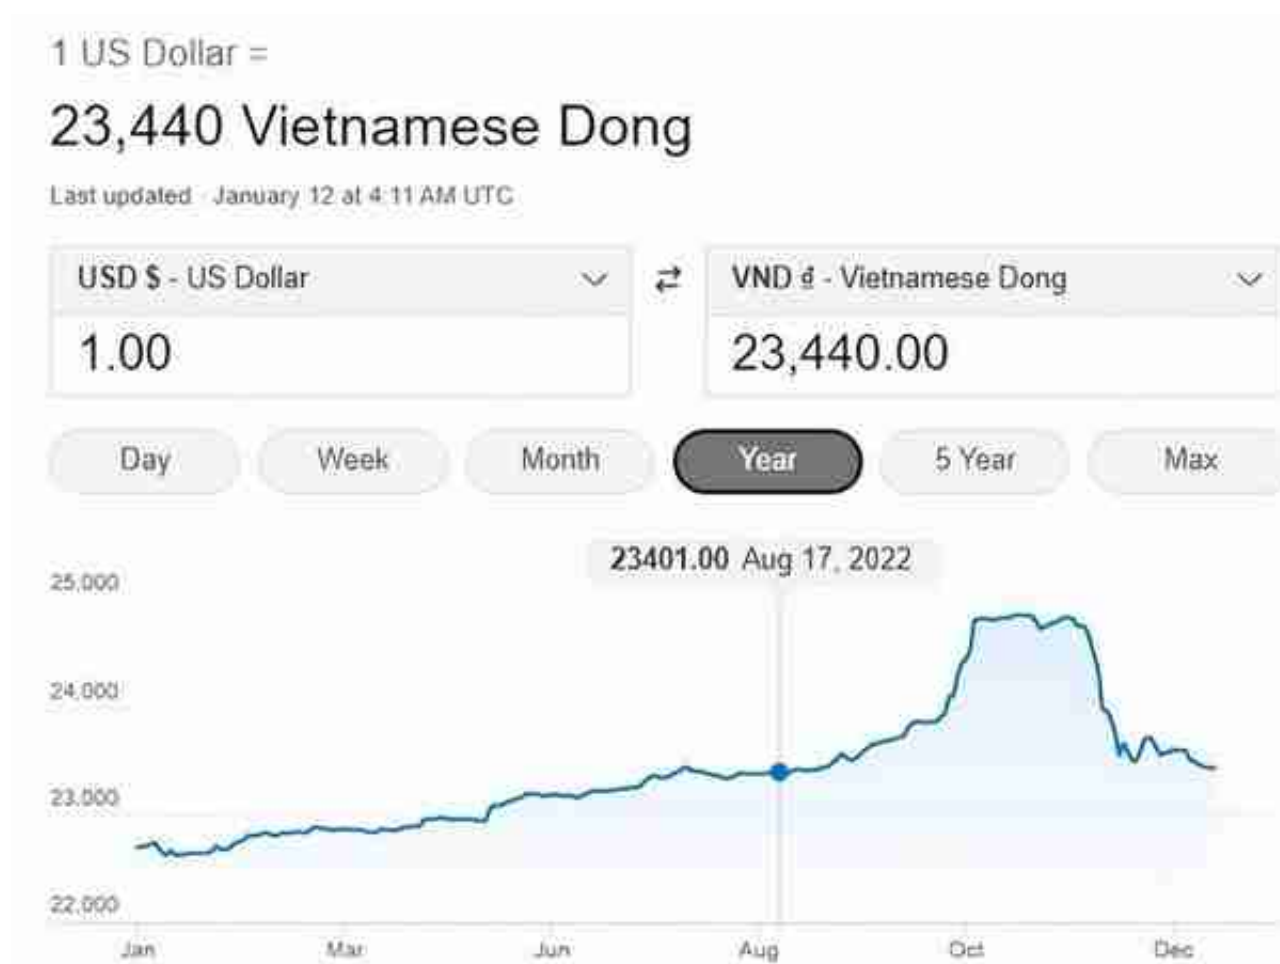 1 US Dollar =
23,440 Vietnamese Dong
Last updated · January 12 at 4:11 AM UTC
USD $ - US Dollar
VND ₫ - Vietnamese Dong
1.00
23,440.00
Day Week Month Year 5 Year Max
23401.00 Aug 17, 2022
25.000
24.000
23.000
22.000
Jan Mar Jun Aug Oct Dec